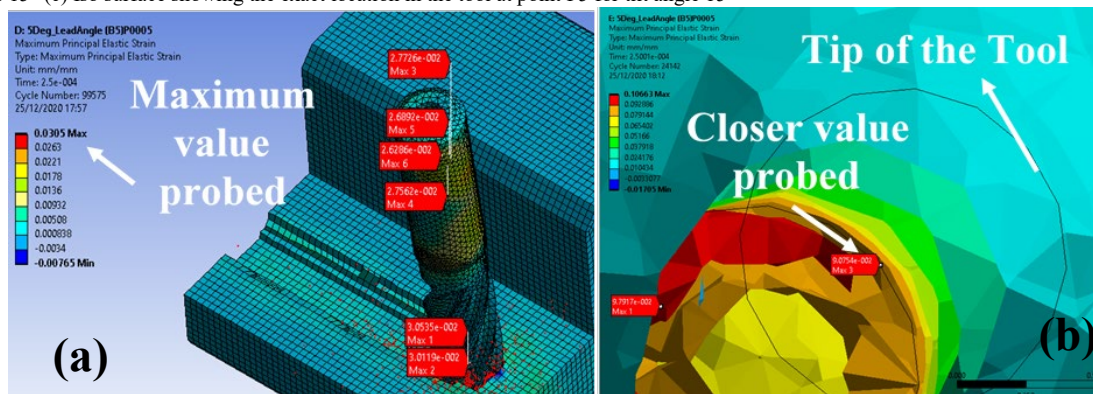 D: 5Deg_LeadAngle (B5)P0005
Maximum Principal Elastic Strain
Type: Maximum Principal Elastic Strain
Unit: mm/mm
Time: 2.5e-004
Cycle Number: 99575
25/12/2020 17:57
0.0305 Max
0.0263
0.0221
0.0178
0.0136
0.00932
0.00508
0.000838
-0.0034
-0.00765 Min
Maximum
value
probed
2.7726e-002
Max 3
2.6892e-002
Max 5
2.6286e-002
Max 6
2.7562e-002
Max 4
3.0535e-002
Max 1
3.0119e-002
Max 2
(a)
E: 5Deg_LeadAngle (B5)P0005
Maximum Principal Elastic Strain
Type: Maximum Principal Elastic Strain
Unit: mm/mm
Time: 2.5001e-004
Cycle Number: 24142
25/12/2020 18:12
0.10663 Max
0.092896
0.079144
0.065402
0.05166
0.037918
0.024176
0.010434
-0.0033077
-0.01705 Min
Tip of the Tool
Closer value
probed
9.0754e-002
Max 3
9.7917e-002
Max 1
(b)